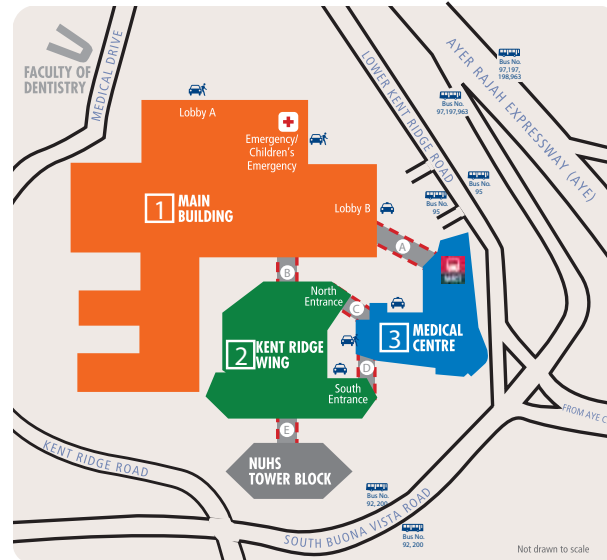 FACULTY OF
DENTISTRY
MEDICAL DRIVE
Lobby A
Emergency/
Children's
Emergency
LOWER KENT RIDGE ROAD
AYER RAJAH EXPRESSWAY (AYE)
Bus No.
97,197,
198,963
Bus No.
97,197,963
Bus No.
95
Bus No.
95
1 MAIN
BUILDING
Lobby B
A
B
North
Entrance
C
2 KENT RIDGE
WING
3 MEDICAL
CENTRE
D
South
Entrance
E
NUHS
TOWER BLOCK
KENT RIDGE ROAD
FROM AYE C
Bus No.
92, 200
SOUTH BUONA VISTA ROAD
Bus No.
92, 200
Not drawn to scale